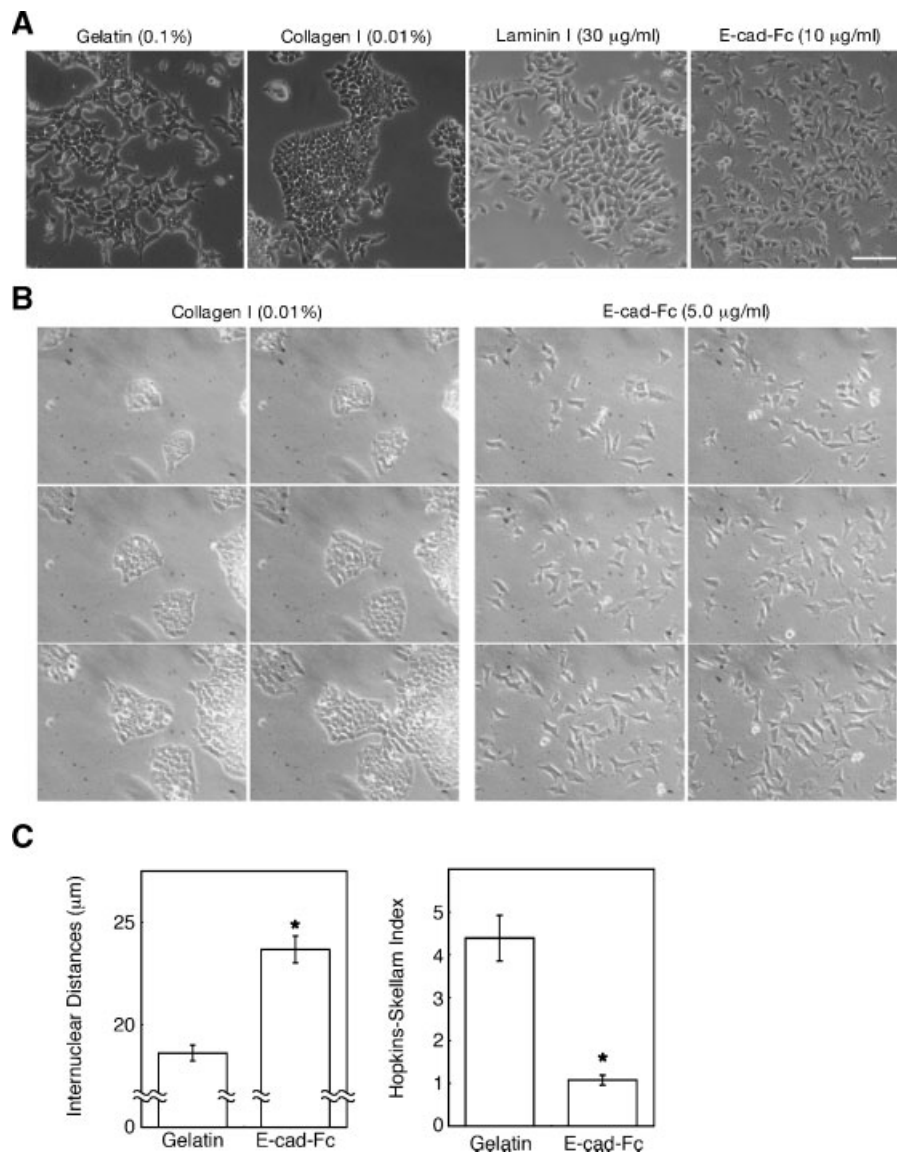 A
Gelatin (0.1%) Collagen I (0.01%) Laminin I (30 μg/ml) E-cad-Fc (10 μg/ml)
B
Collagen I (0.01%) E-cad-Fc (5.0 μg/ml)
C
Internuclear Distances (μm)
25
20
0
*
Gelatin E-cad-Fc
Hopkins-Skellam Index
5
4
3
2
1
0
*
Gelatin E-cad-Fc